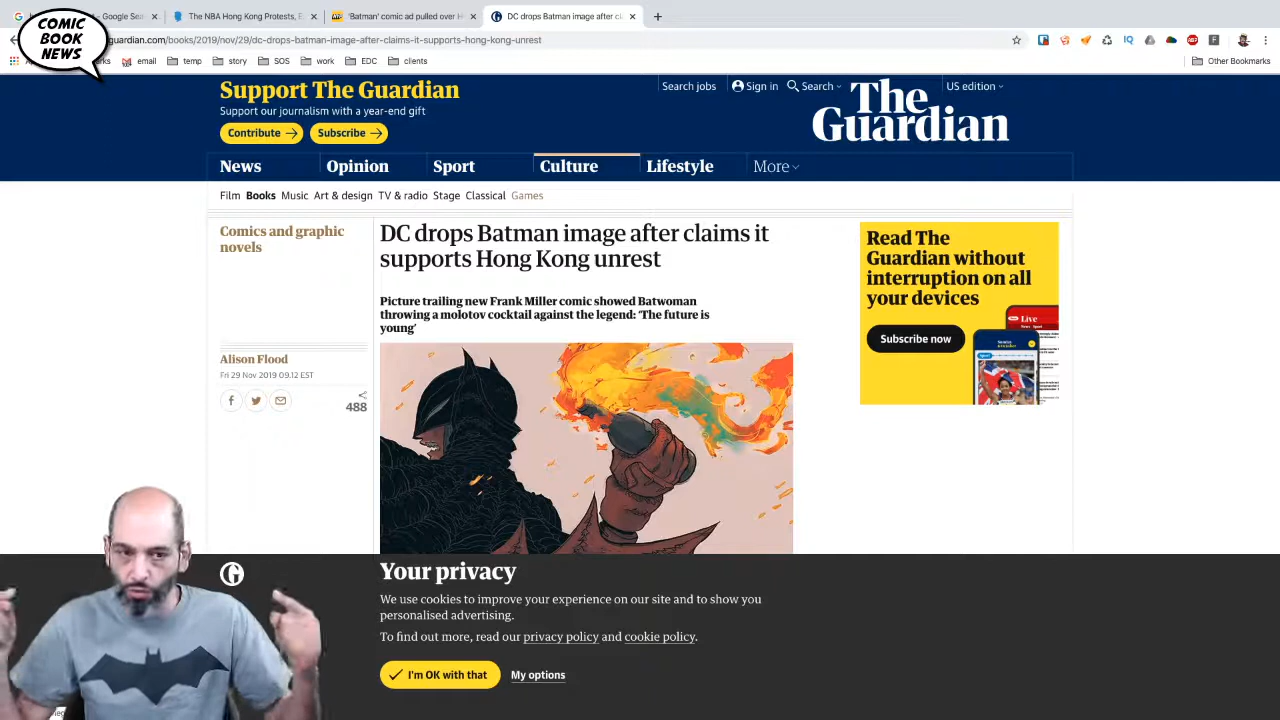 COMIC
BOOK
NEWS
- Google Sea
The NBA Hong Kong Protests, E
'Batman' comic ad pulled over H
DC drops Batman image after cl
guardian.com/books/2019/nov/29/dc-drops-batman-image-after-claims-it-supports-hong-kong-unrest
email
temp
story
SOS
work
EDC
clients
Other Bookmarks
Support The Guardian
Support our journalism with a year-end gift
Contribute
Subscribe
Search jobs
Sign in
Search
US edition
The
Guardian
News
Opinion
Sport
Culture
Lifestyle
More
Film Books Music Art & design TV & radio Stage Classical Games
Comics and graphic
novels
DC drops Batman image after claims it
supports Hong Kong unrest
Picture trailing new Frank Miller comic showed Batwoman
throwing a molotov cocktail against the legend: 'The future is
young'
Alison Flood
Fri 29 Nov 2019 09.12 EST
488
Read The
Guardian without
interruption on all
your devices
Subscribe now
Your privacy
We use cookies to improve your experience on our site and to show you
personalised advertising.
To find out more, read our privacy policy and cookie policy.
I'm OK with that
My options